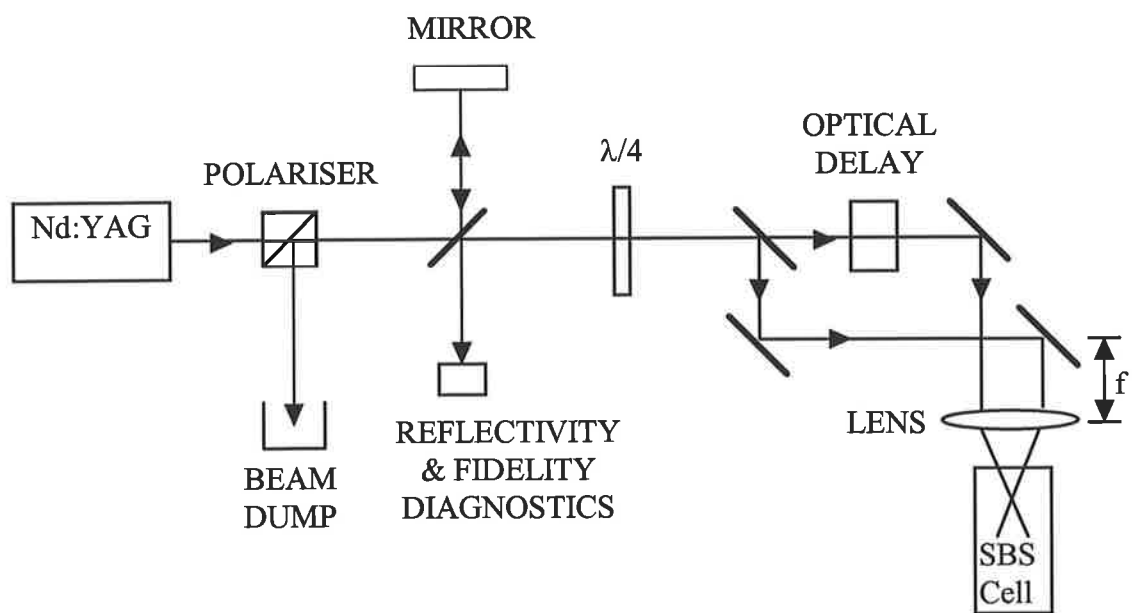 MIRROR
OPTICAL
DELAY
λ/4
POLARISER
Nd:YAG
f
LENS
REFLECTIVITY
& FIDELITY
DIAGNOSTICS
BEAM
DUMP
SBS
Cell